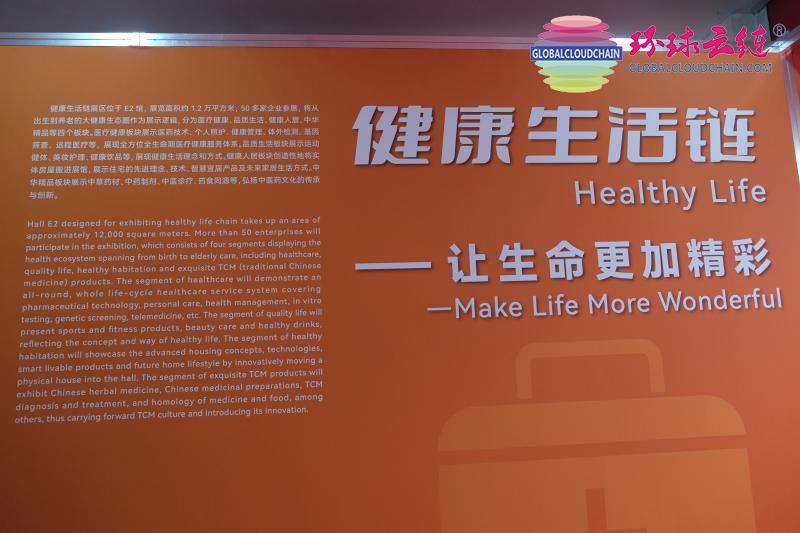 GLOBALCLOUDCHAIN
环球云链®
GLOBALCLOUDCHAIN.COM
健康生活链
Healthy Life
——让生命更加精彩
—Make Life More Wonderful
健康生活链展区位于 E2 馆，展览面积约 1.2 万平方米，50 多家企业参展，将从
出生到养老的大健康生态圈作为展示逻辑，分为医疗健康、品质生活、健康人居、中华
精品等四个板块。医疗健康板块展示医药技术、个人照护、健康管理、体外检测、基因
筛查、远程医疗等，展现全方位全生命期医疗健康服务体系。品质生活板块展示运动
健体、美妆护理、健康饮品等，展现健康生活理念和方式。健康人居板块创造性地将实
体房屋搬进展馆，展示住宅的先进理念、技术、智慧宜居产品及未来家居生活方式。中
华精品板块展示中华药材、中药制剂、中医诊疗、药食同源等，弘扬中医药文化的传承
与创新。
Hall E2 designed for exhibiting healthy life chain takes up an area of
approximately 12,000 square meters. More than 50 enterprises will
participate in the exhibition, which consists of four segments displaying the
health ecosystem spanning from birth to elderly care, including healthcare,
quality life, healthy habitation and exquisite TCM (traditional Chinese
medicine) products. The segment of healthcare will demonstrate an
all-round, whole life-cycle healthcare service system covering
pharmaceutical technology, personal care, health management, in vitro
testing, genetic screening, telemedicine, etc. The segment of quality life will
present sports and fitness products, beauty care and healthy drinks,
reflecting the concept and way of healthy life. The segment of healthy
habitation will showcase the advanced housing concepts, technologies,
smart livable products and future home lifestyle by innovatively moving a
physical house into the hall. The segment of exquisite TCM products will
exhibit Chinese herbal medicine, Chinese medicinal preparations, TCM
diagnosis and treatment, and homology of medicine and food, among
others, thus carrying forward TCM culture and introducing its innovation.